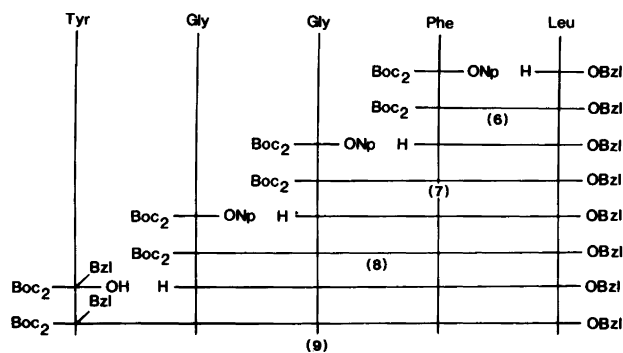 Tyr Gly Gly Phe Leu
Boc2 ONp H OBzl
Boc2 OBzl
(6)
Boc2 ONp H OBzl
Boc2 OBzl
(7)
Boc2 ONp H OBzl
Boc2 OBzl
(8)
Bzl
Boc2 OH H OBzl
Bzl
Boc2 OBzl
(9)